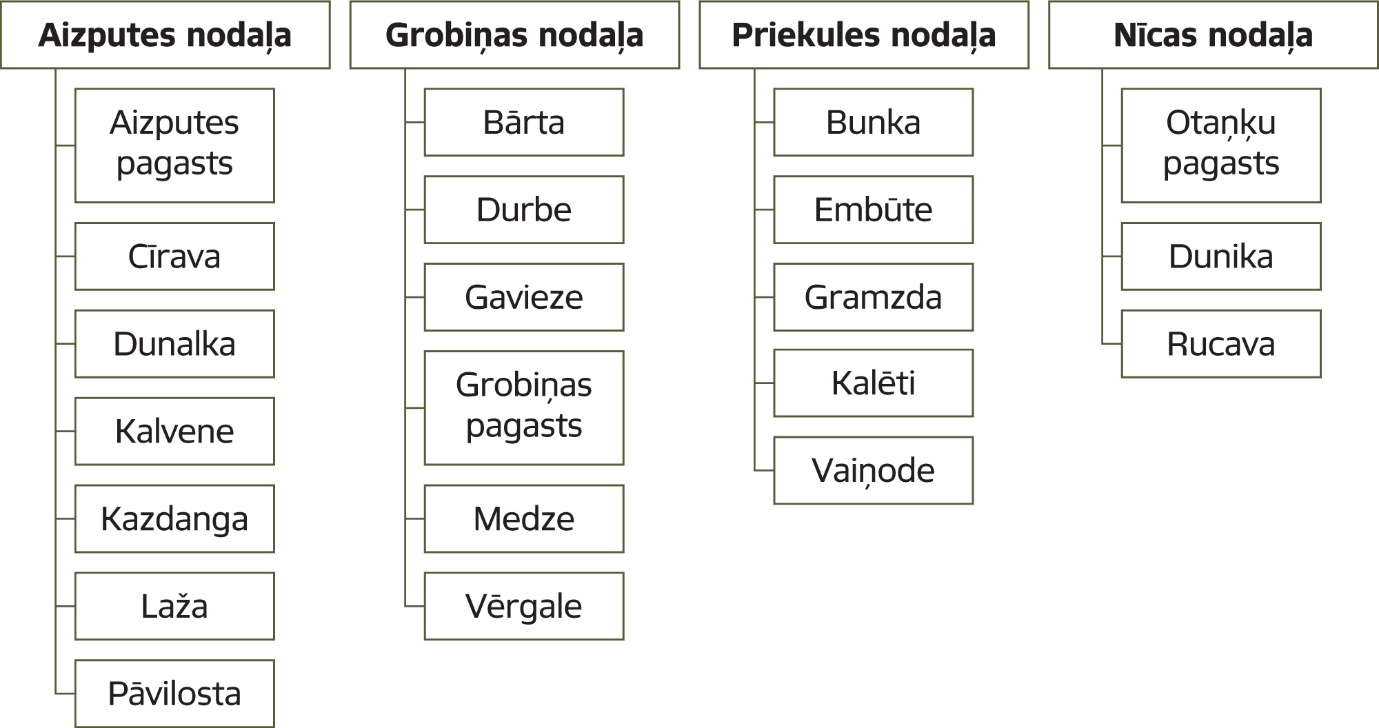 Aizputes nodaļa
Aizputes
pagasts
Cīrava
Dunalka
Kalvene
Kazdanga
Laža
Pāvilosta
Grobiņas nodaļa
Bārta
Durbe
Gavieze
Grobiņas
pagasts
Medze
Vērgale
Priekules nodaļa
Bunka
Embūte
Gramzda
Kalēti
Vaiņode
Nīcas nodaļa
Otaņķu
pagasts
Dunika
Rucava